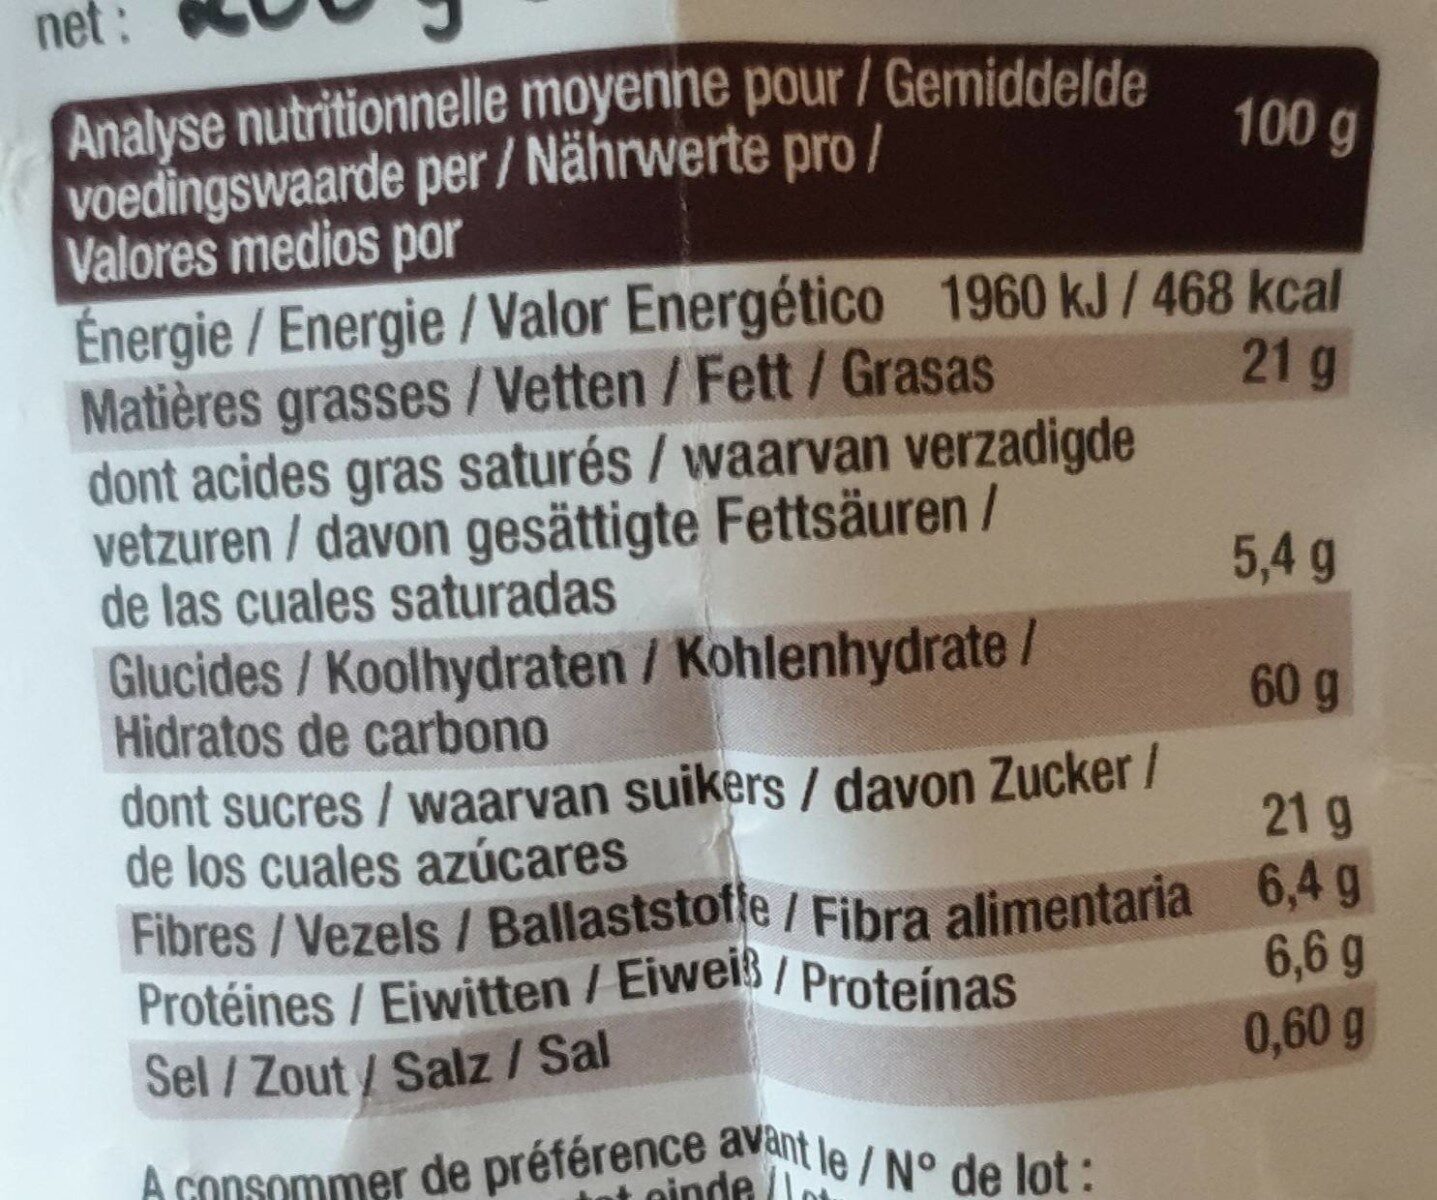 net : 200 g
Analyse nutritionnelle moyenne pour / Gemiddelde
voedingswaarde per / Nährwerte pro /
Valores medios por 100 g
Énergie / Energie / Valor Energético 1960 kJ / 468 kcal
Matières grasses / Vetten / Fett / Grasas 21 g
dont acides gras saturés / waarvan verzadigde
vetzuren / davon gesättigte Fettsäuren /
de las cuales saturadas 5,4 g
Glucides / Koolhydraten / Kohlenhydrate /
Hidratos de carbono 60 g
dont sucres / waarvan suikers / davon Zucker /
de los cuales azúcares 21 g
Fibres / Vezels / Ballaststoffe / Fibra alimentaria 6,4 g
Protéines / Eiwitten / Eiweiß / Proteínas 6,6 g
Sel / Zout / Salz / Sal 0,60 g
A consommer de préférence avant le / N° de lot :